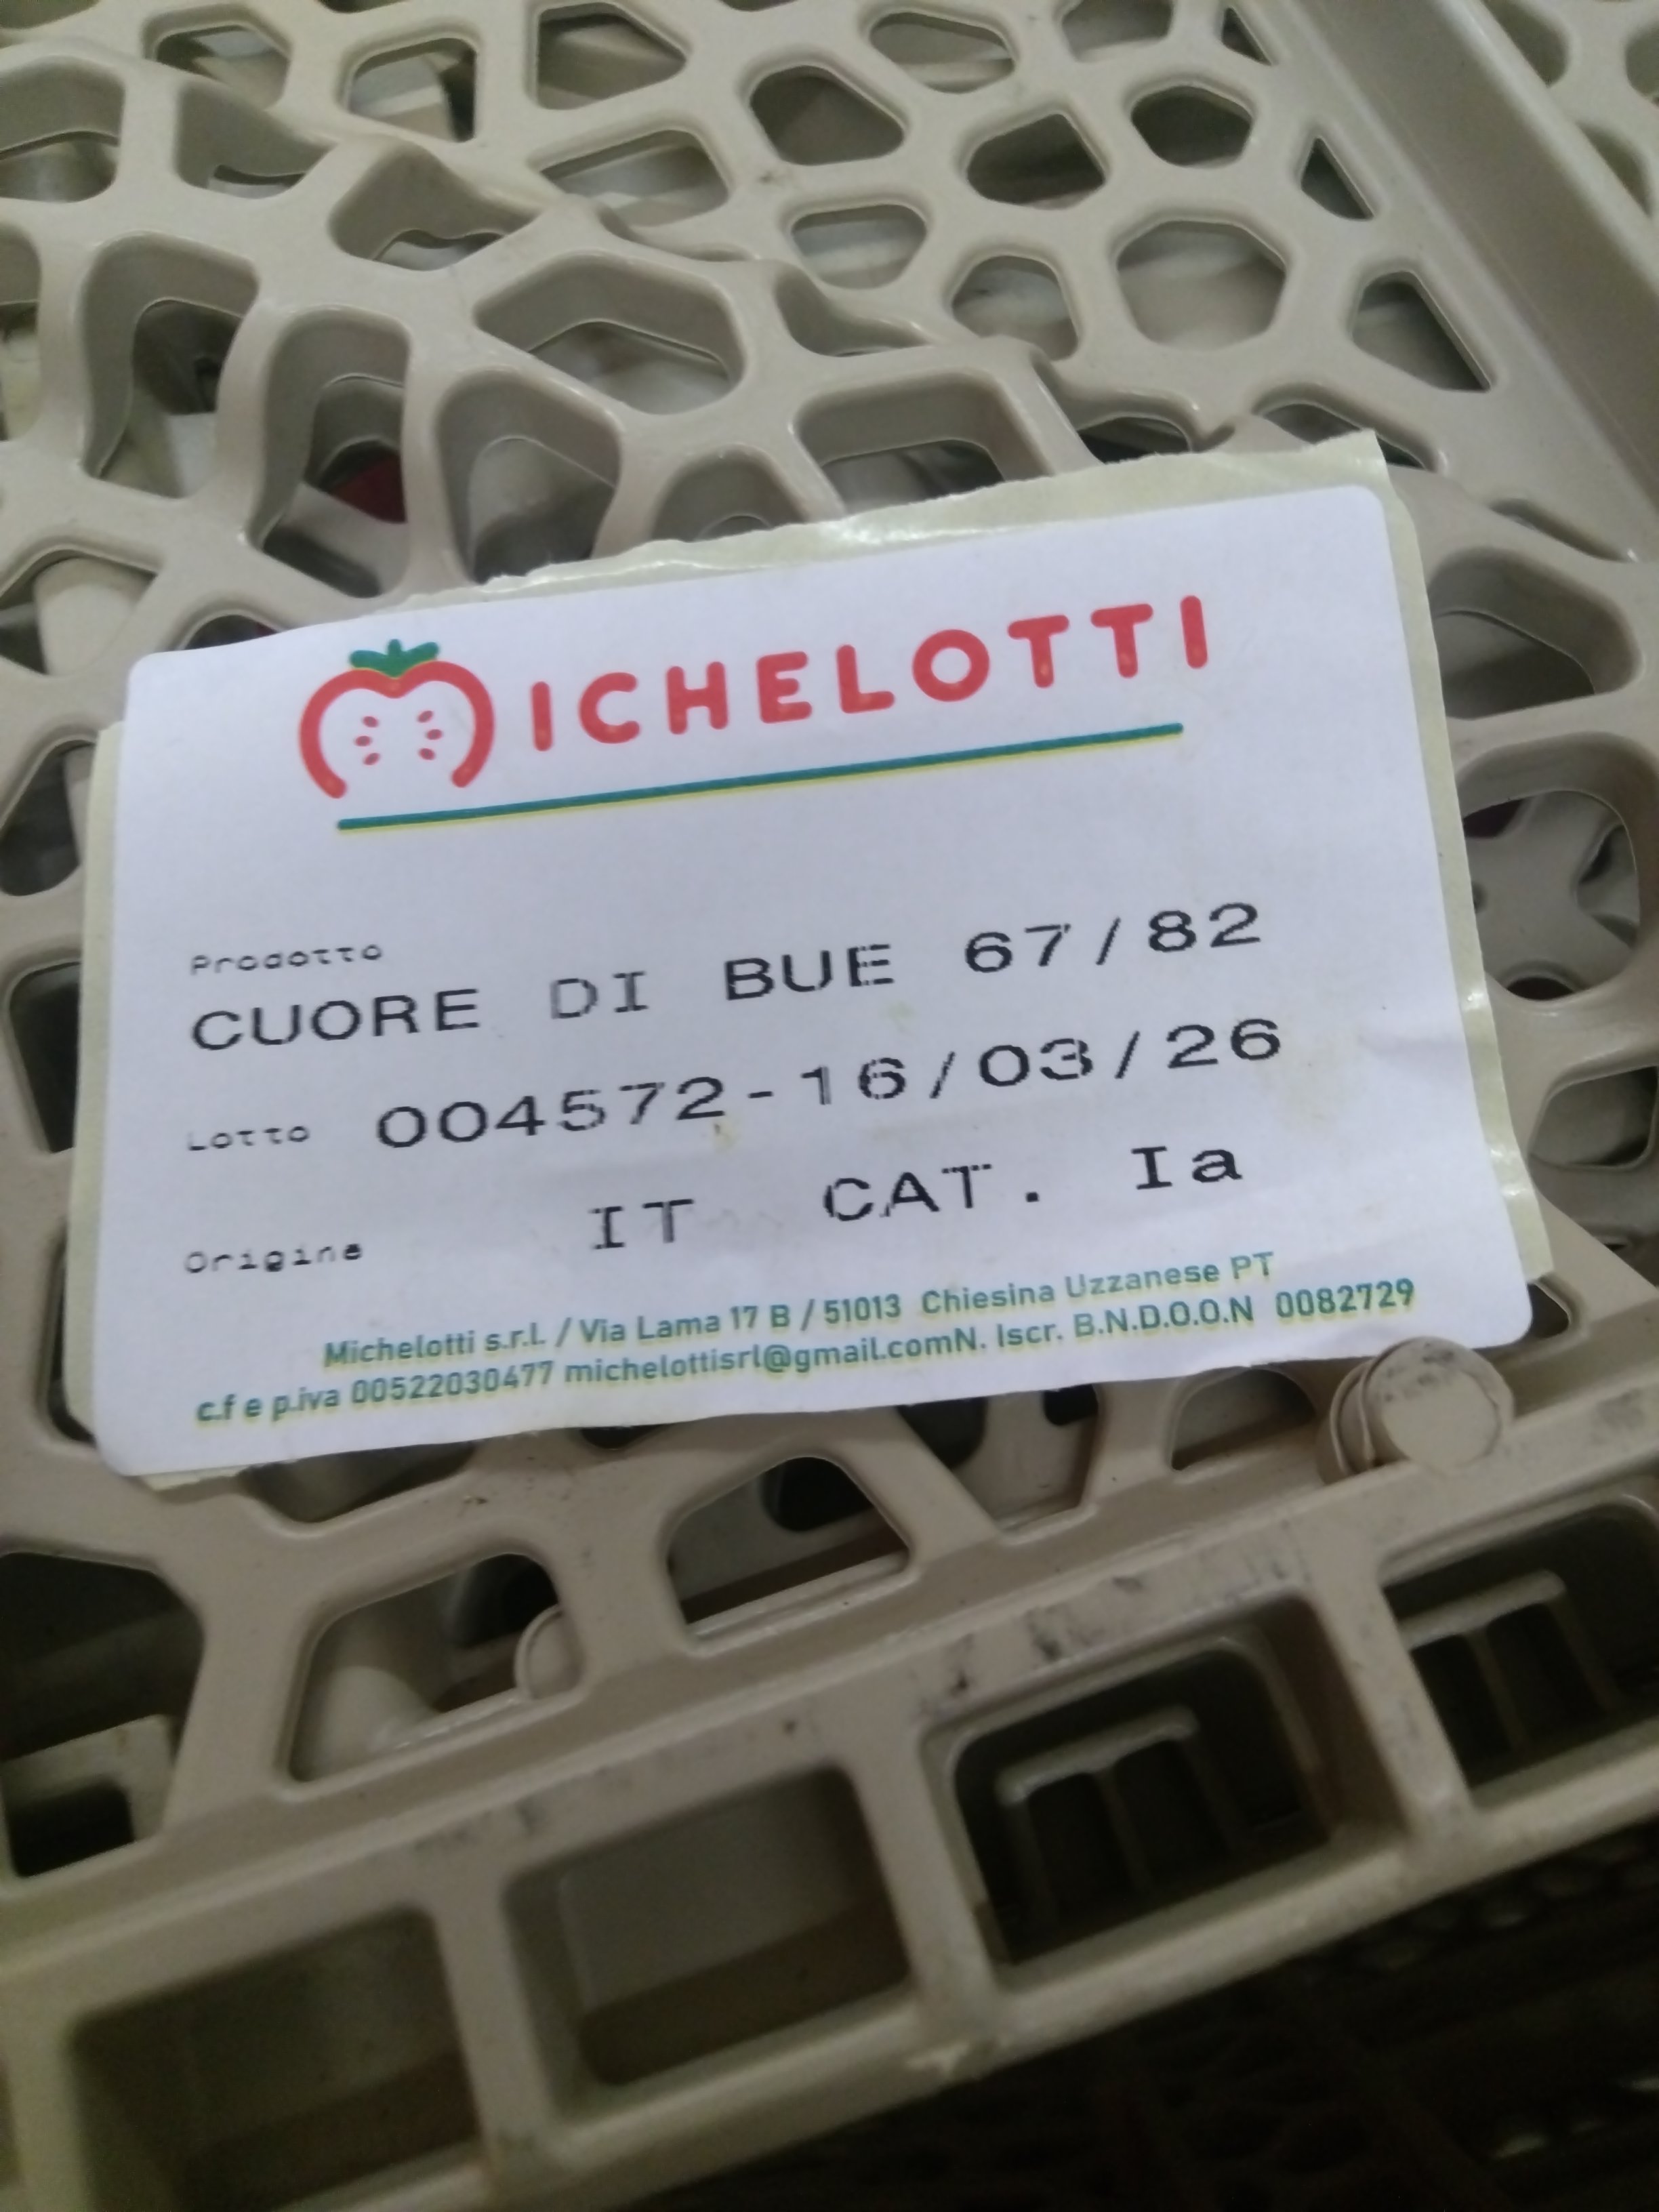 MICHELOTTI
Prodotto
CUORE DI BUE 67/82
Lotto 004572-16/03/26
Origine IT CAT. Ia
Michelotti s.r.l. / Via Lama 17 B / 51013 Chiesina Uzzanese PT
c.f e p.iva 00522030477 michelottisrl@gmail.comN. Iscr. B.N.D.O.O.N 0082729